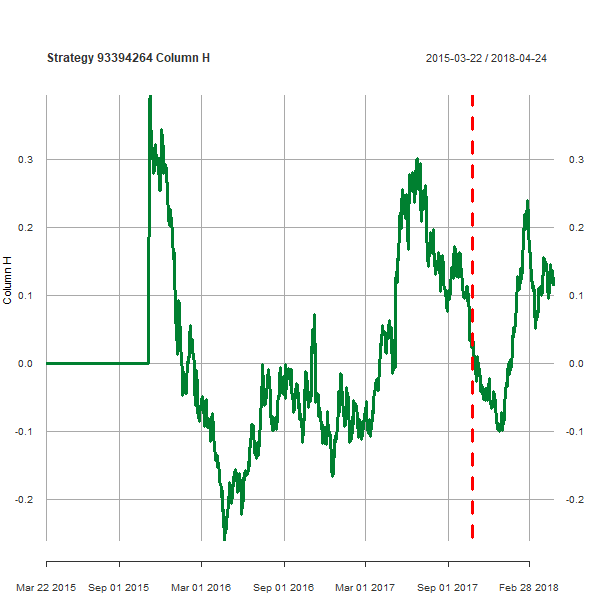 Strategy 93394264 Column H
2015-03-22 / 2018-04-24
0.3 0.3
0.2 0.2
0.1 0.1
Column H
0.0 0.0
-0.1 -0.1
-0.2 -0.2
Mar 22 2015 Sep 01 2015 Mar 01 2016 Sep 01 2016 Mar 01 2017 Sep 01 2017 Feb 28 2018